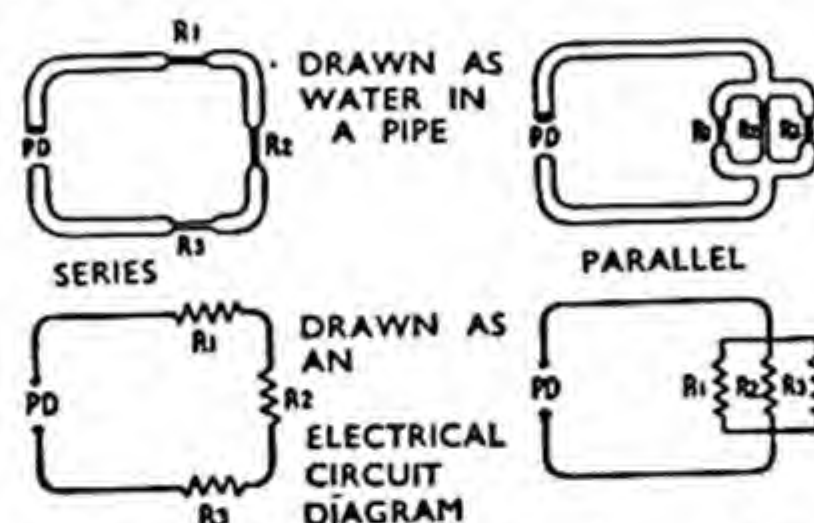 R1
DRAWN AS
WATER IN
A PIPE
PD
R2
R3
SERIES
PD
R2
PARALLEL
R1
DRAWN AS
AN
PD
R2
ELECTRICAL
CIRCUIT
DIAGRAM
R3
PD
R1 R2 R3